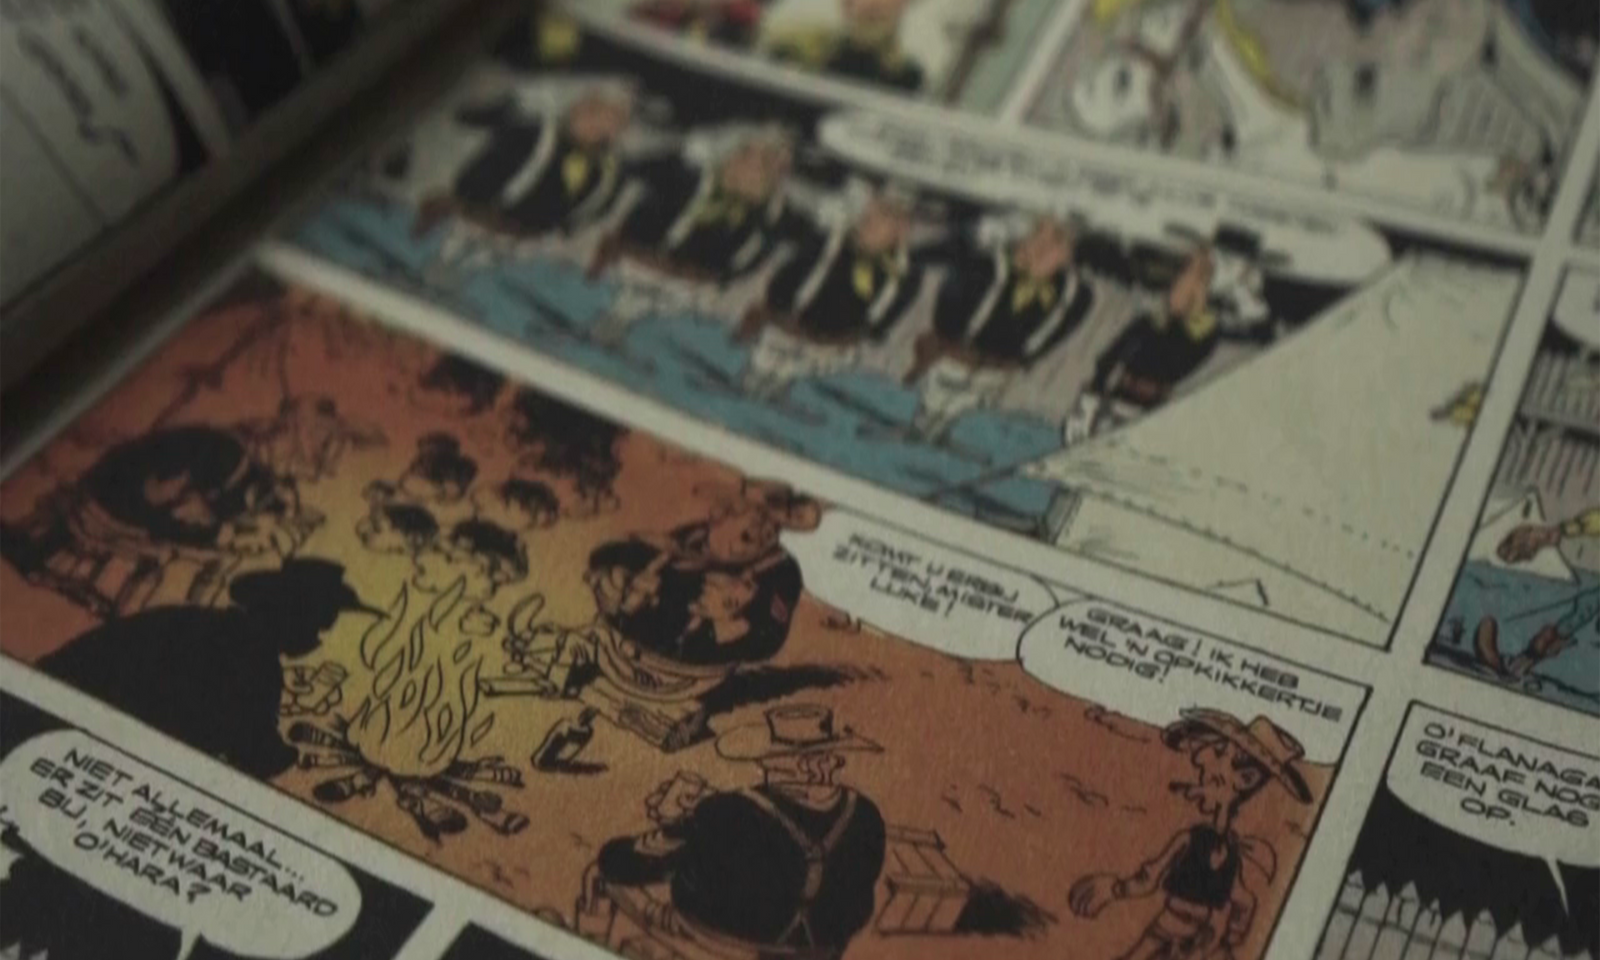 KOMT U ERBIJ
ZITTEN, MISTER
LUKE!
GRAAG! IK HEB
WEL 'N OPKIKKERTJE
NODIG!
NIET ALLEMAAL...
ER ZIT EEN BASTAARD
BIJ, NIETWAAR
O'HARA?
O'FLANAGA
GRAAF NOG
EEN GLAS
OP.